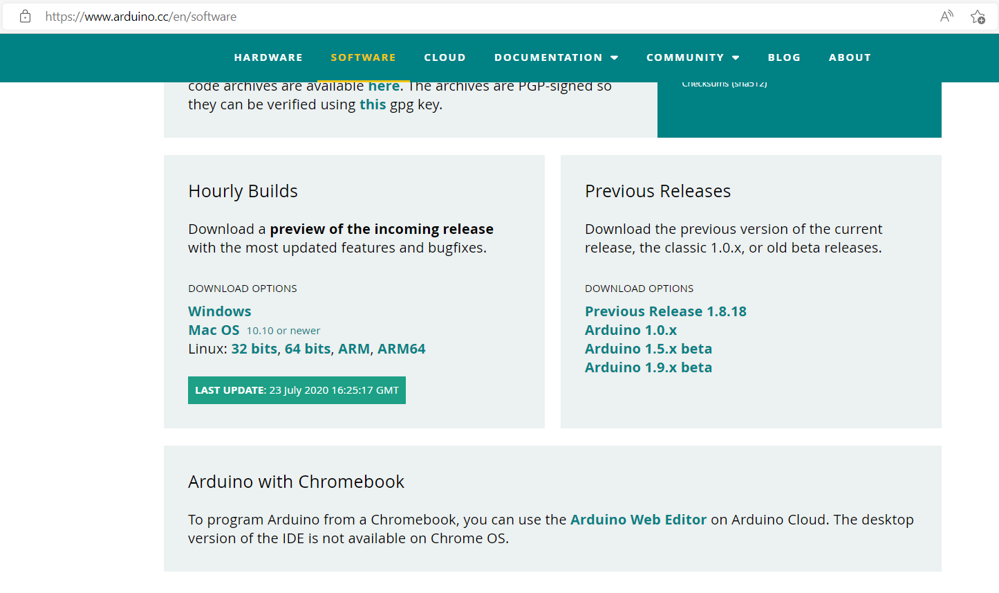 https://www.arduino.cc/en/software
HARDWARE SOFTWARE CLOUD DOCUMENTATION COMMUNITY BLOG ABOUT
code archives are available here. The archives are PGP-signed so
they can be verified using this gpg key.
Checksums (sha512)
Hourly Builds
Download a preview of the incoming release
with the most updated features and bugfixes.
DOWNLOAD OPTIONS
Windows
Mac OS 10.10 or newer
Linux: 32 bits, 64 bits, ARM, ARM64
LAST UPDATE: 23 July 2020 16:25:17 GMT
Previous Releases
Download the previous version of the current
release, the classic 1.0.x, or old beta releases.
DOWNLOAD OPTIONS
Previous Release 1.8.18
Arduino 1.0.x
Arduino 1.5.x beta
Arduino 1.9.x beta
Arduino with Chromebook
To program Arduino from a Chromebook, you can use the Arduino Web Editor on Arduino Cloud. The desktop
version of the IDE is not available on Chrome OS.